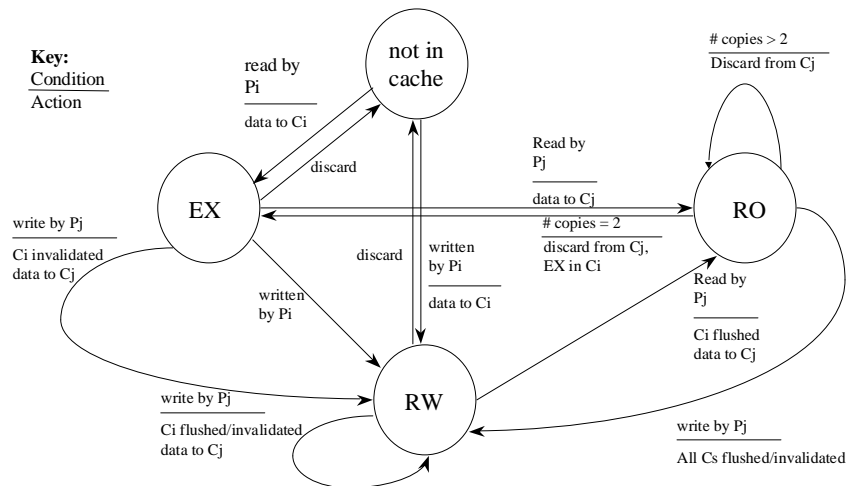 Key:
Condition
Action
not in
cache
# copies > 2
Discard from Cj
read by
Pi
data to Ci
discard
Read by
Pj
data to Cj
EX
RO
# copies = 2
discard from Cj,
EX in Ci
write by Pj
Ci invalidated
data to Cj
discard
written
by Pi
data to Ci
written
by Pi
Read by
Pj
Ci flushed
data to Cj
RW
write by Pj
Ci flushed/invalidated
data to Cj
write by Pj
All Cs flushed/invalidated